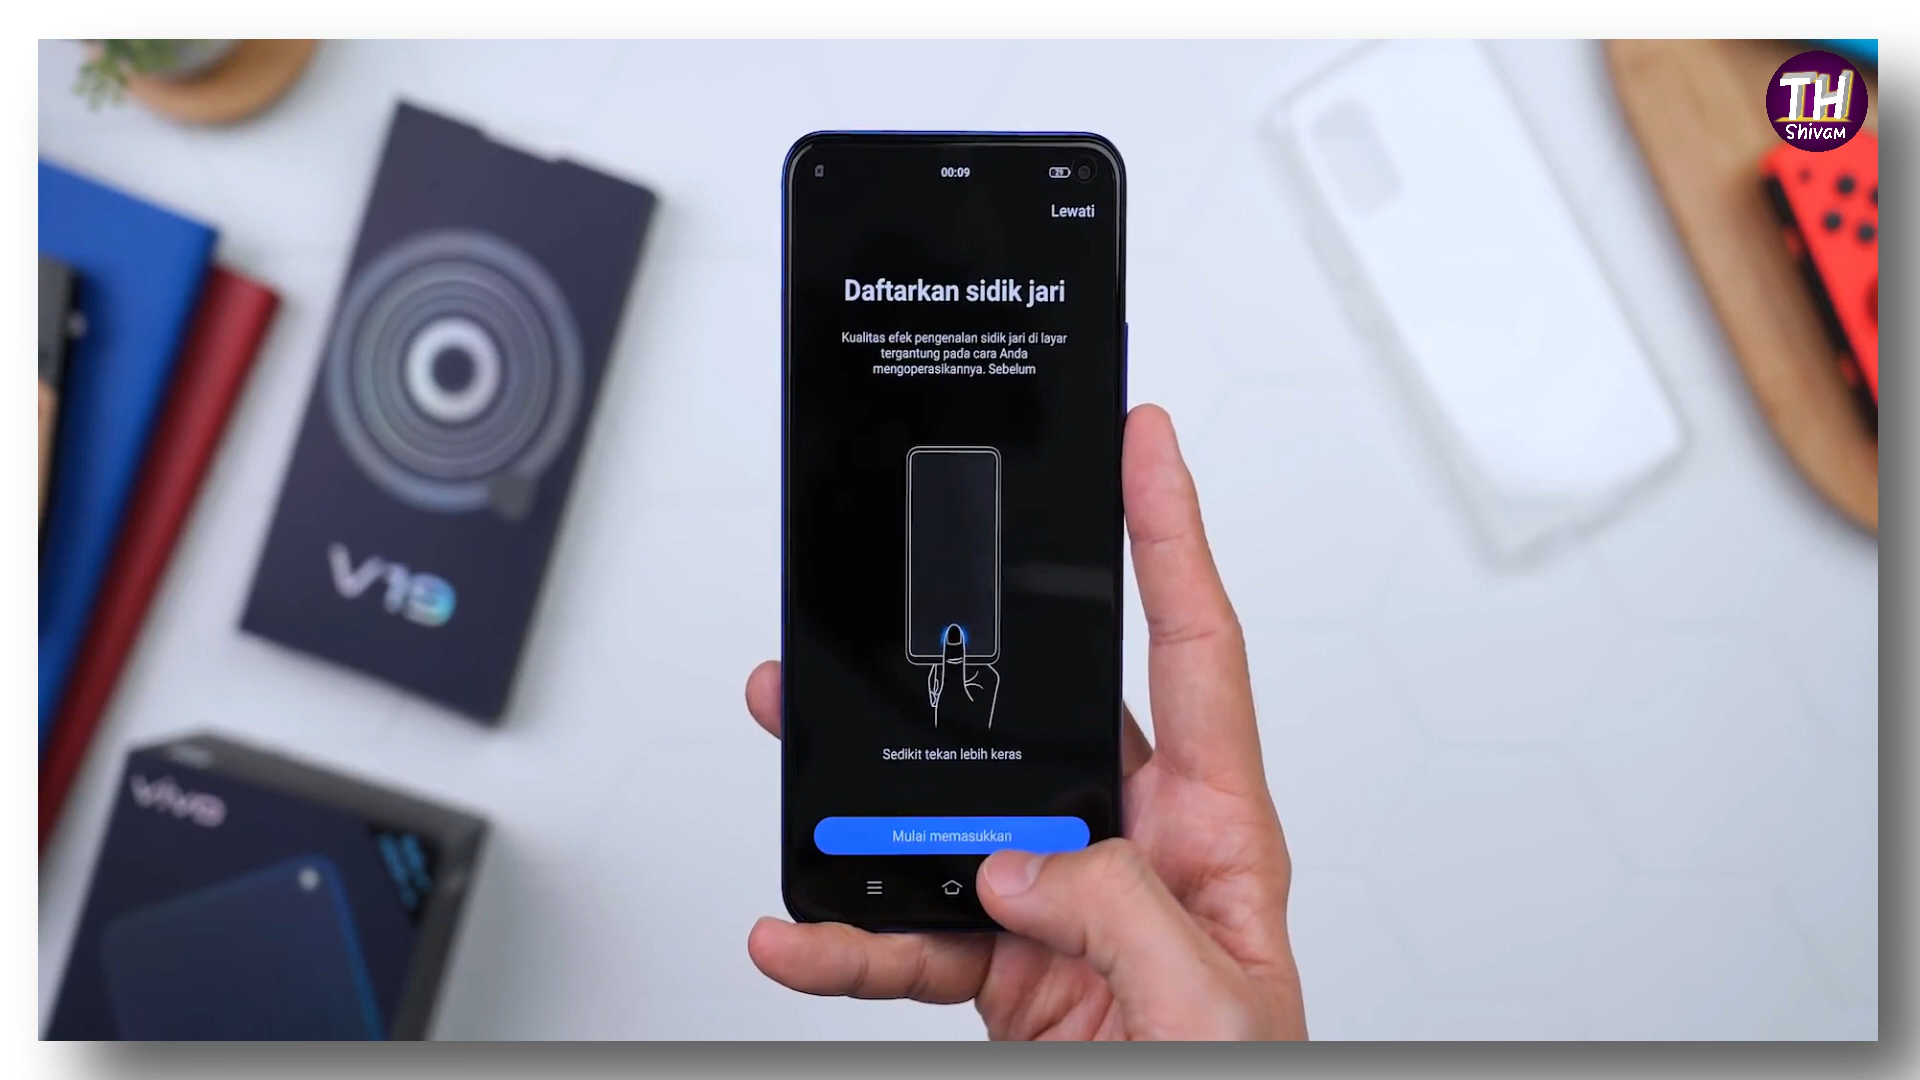 TH
Shivam
00:09
29
Lewati
Daftarkan sidik jari
Kualitas efek pengenalan sidik jari di layar
tergantung pada cara Anda
mengoperasikannya. Sebelum
V19
Sedikit tekan lebih keras
vivo
Mulai memasukkan